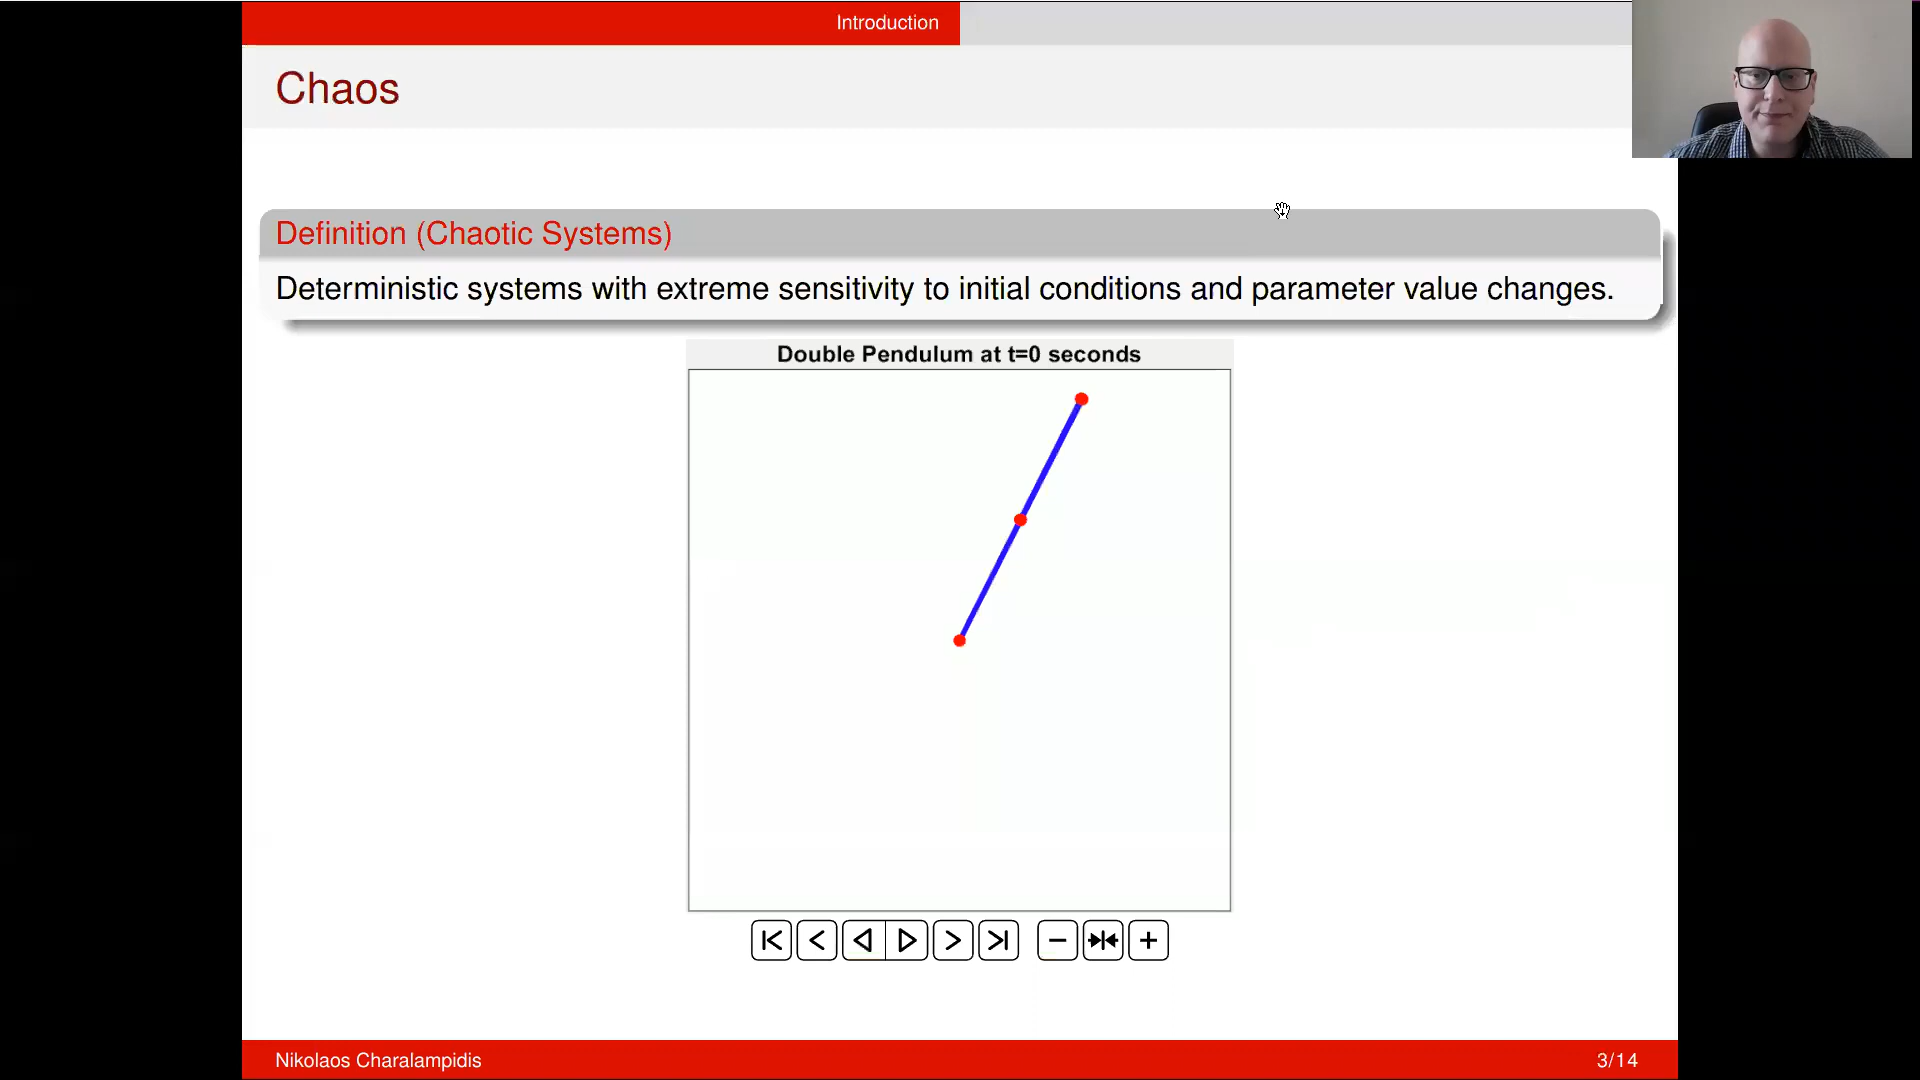 Introduction
Chaos
Definition (Chaotic Systems)
Deterministic systems with extreme sensitivity to initial conditions and parameter value changes.
Double Pendulum at t=0 seconds
Nikolaos Charalampidis
3/14